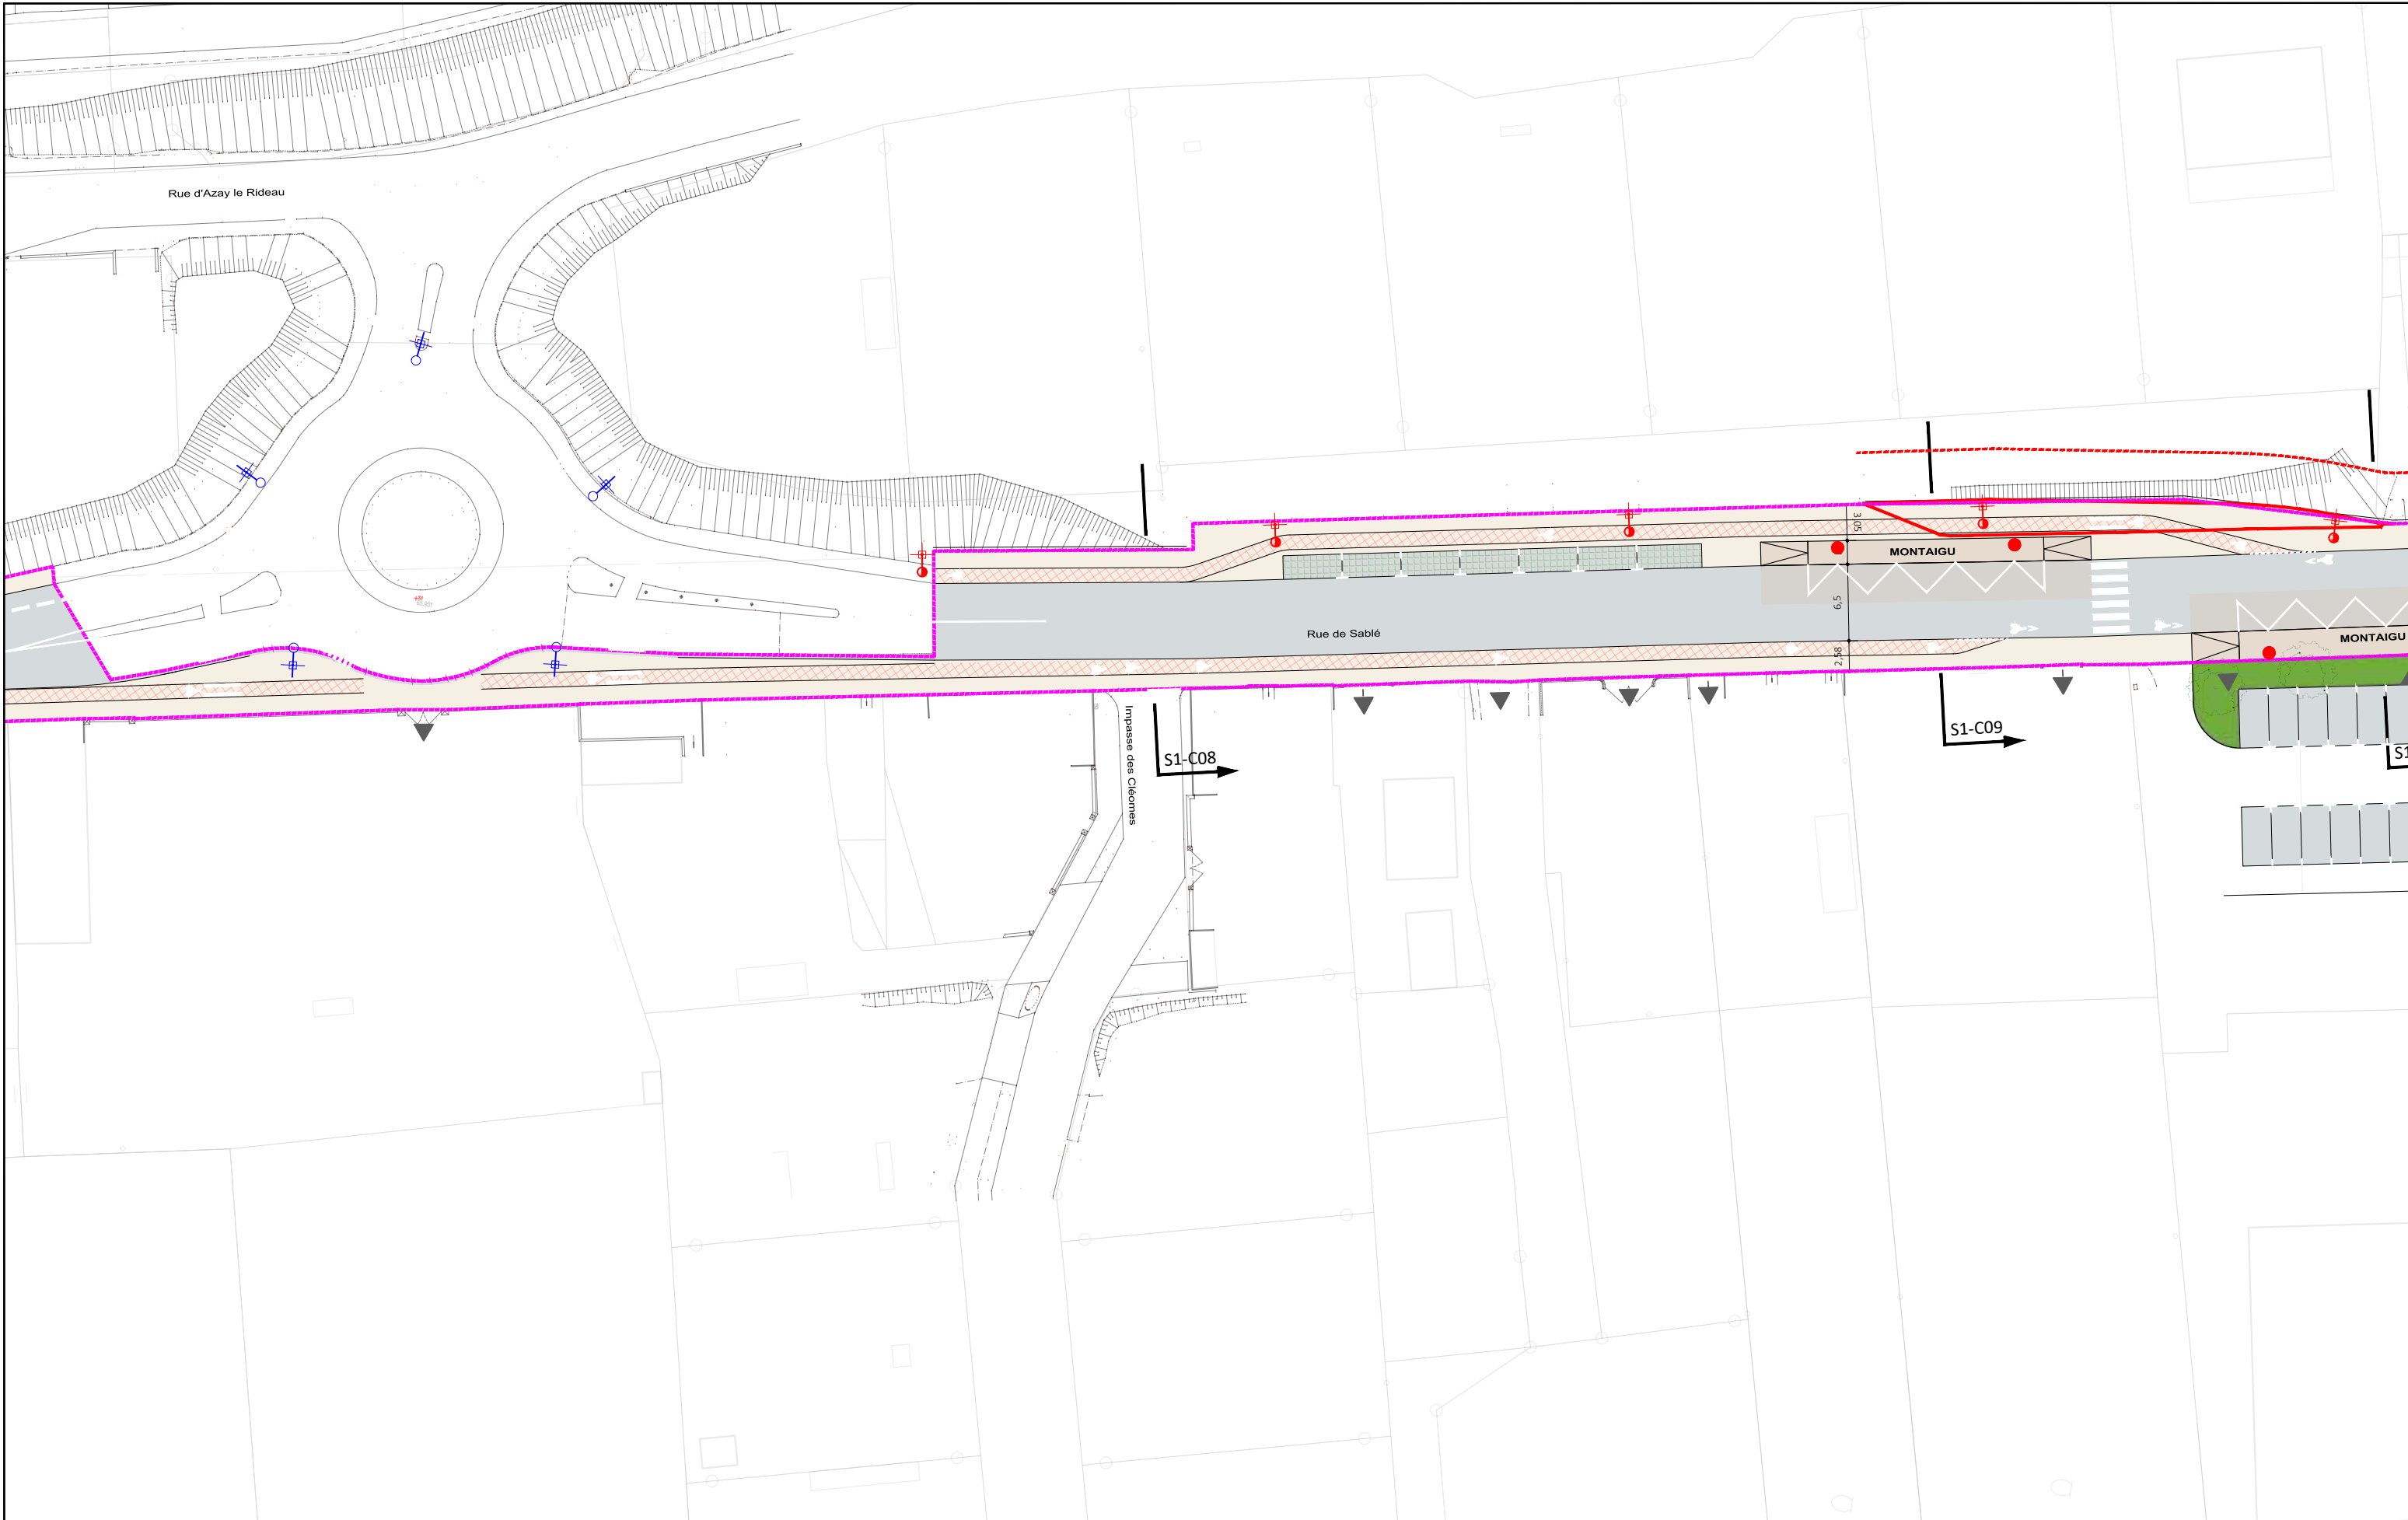 Rue d'Azay le Rideau
3,05
MONTAIGU
6,5
Rue de Sablé
MONTAIGU
2,58
Impasse des Cléomes
S1-C08
S1-C09
S1